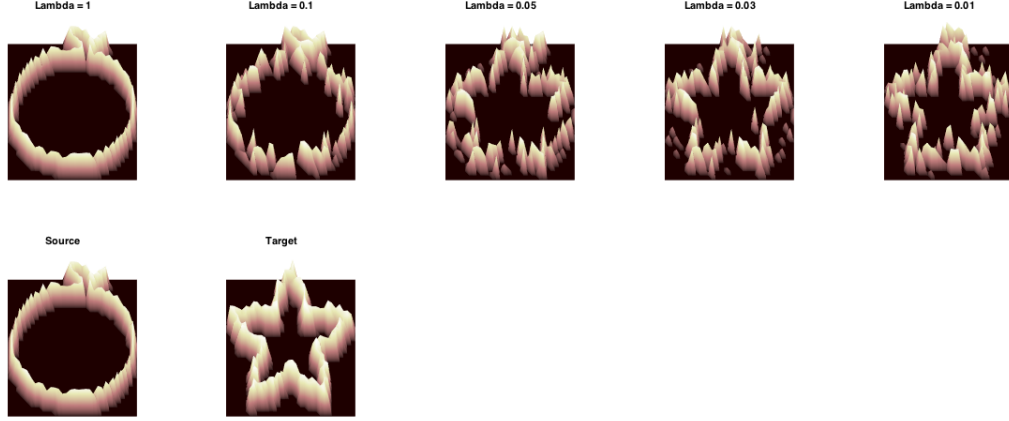 Lambda = 1
Lambda = 0.1
Lambda = 0.05
Lambda = 0.03
Lambda = 0.01
Source
Target